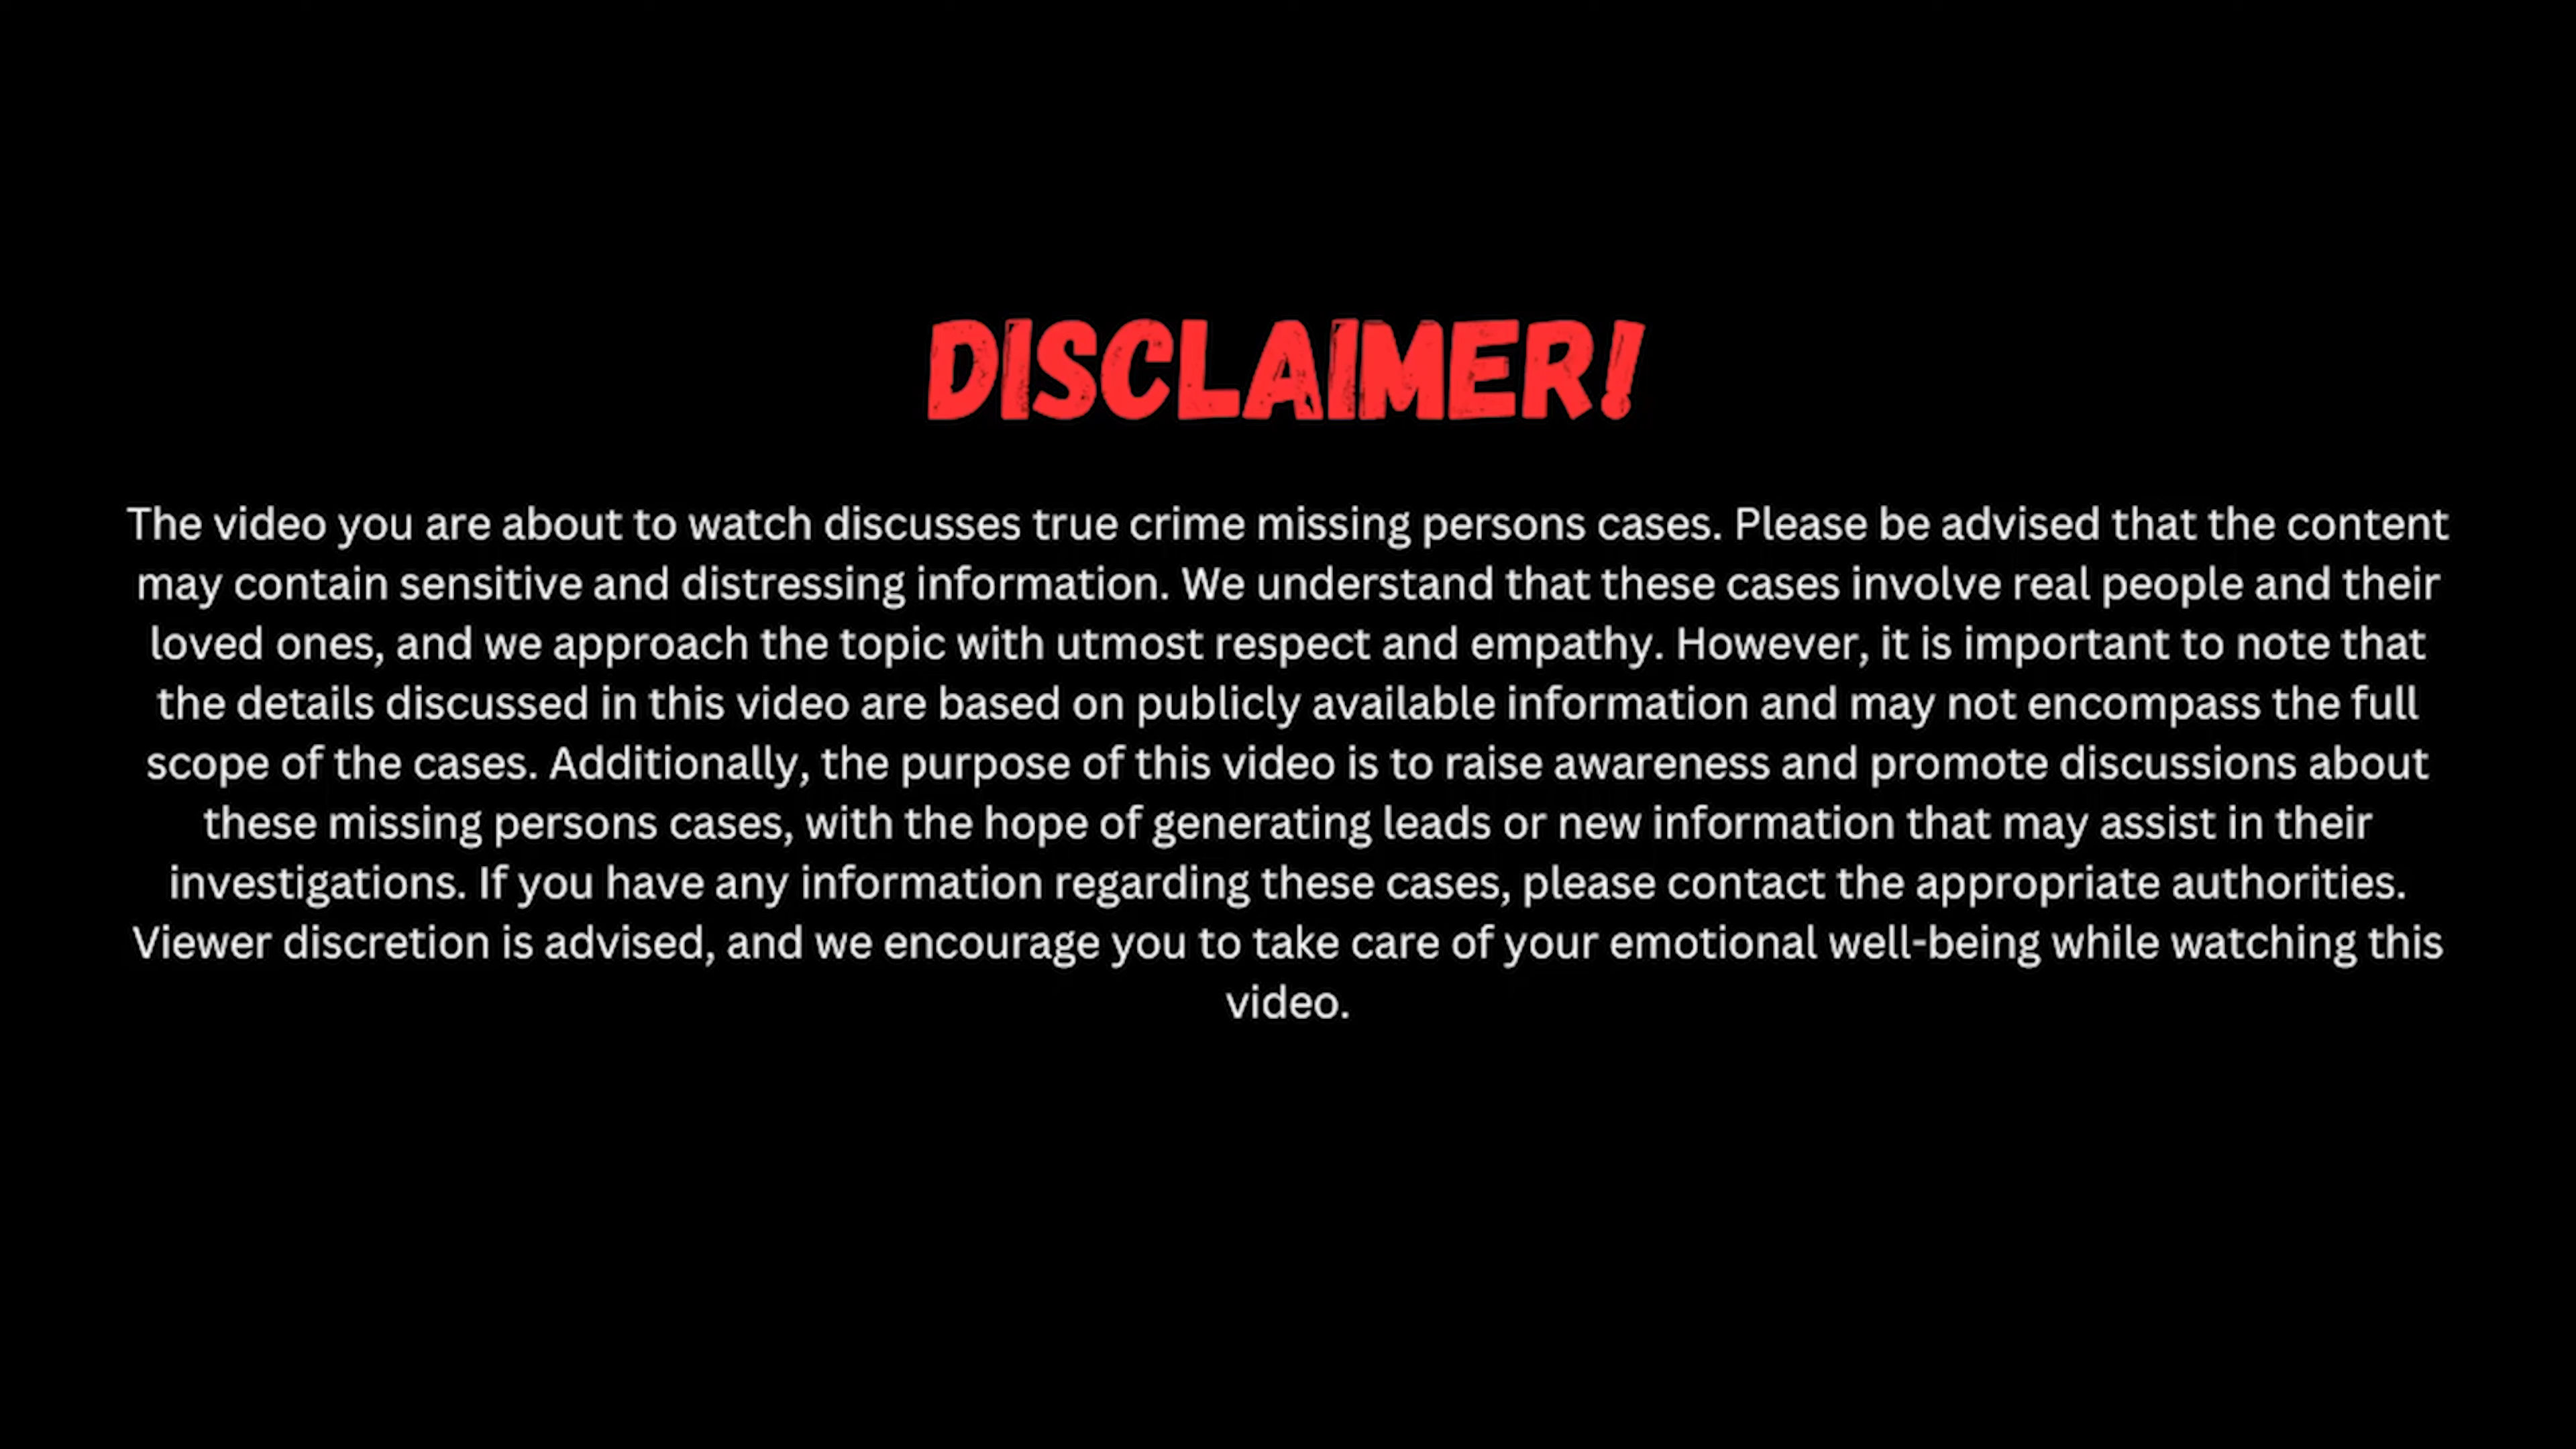 DISCLAIMER!
The video you are about to watch discusses true crime missing persons cases. Please be advised that the content
may contain sensitive and distressing information. We understand that these cases involve real people and their
loved ones, and we approach the topic with utmost respect and empathy. However, it is important to note that
the details discussed in this video are based on publicly available information and may not encompass the full
scope of the cases. Additionally, the purpose of this video is to raise awareness and promote discussions about
these missing persons cases, with the hope of generating leads or new information that may assist in their
investigations. If you have any information regarding these cases, please contact the appropriate authorities.
Viewer discretion is advised, and we encourage you to take care of your emotional well-being while watching this
video.